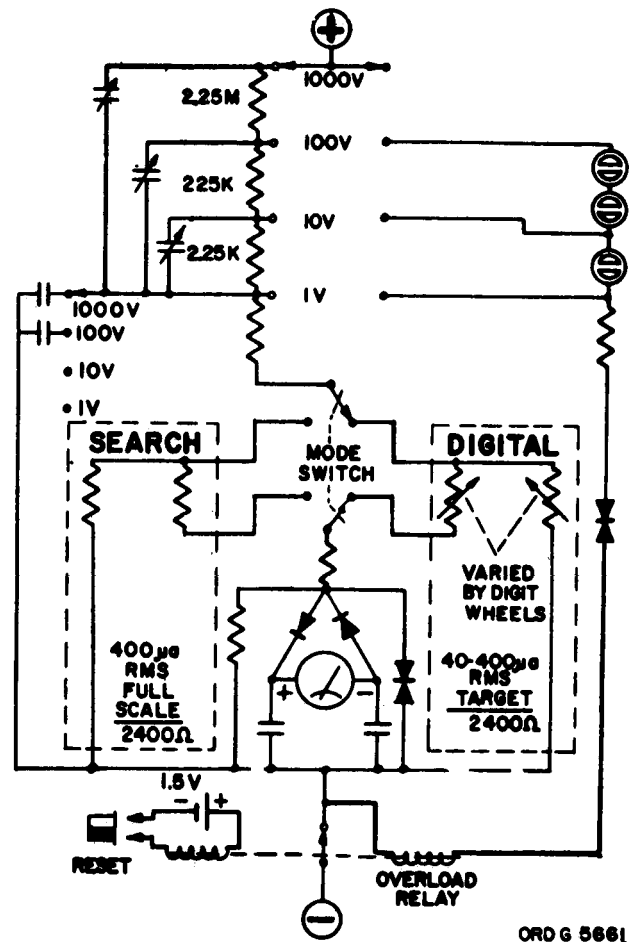 1000V
2.25M
100V
225K
10V
2.25K
1V
1000V
100V
10V
1V
SEARCH
MODE
SWITCH
DIGITAL
VARIED
BY DIGIT
WHEELS
400µa
RMS
FULL
SCALE
2400Ω
40-400µa
RMS
TARGET
2400Ω
+ -
1.5V
- +
RESET
OVERLOAD
RELAY
ORD G 5661